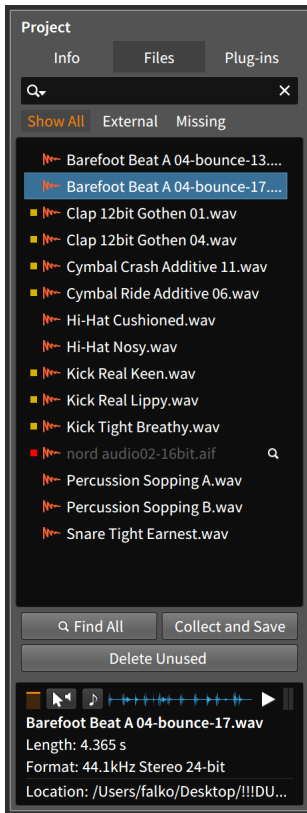 Project
Info Files Plug-ins
Show All External Missing
Barefoot Beat A 04-bounce-13....
Barefoot Beat A 04-bounce-17....
Clap 12bit Gothen 01.wav
Clap 12bit Gothen 04.wav
Cymbal Crash Additive 11.wav
Cymbal Ride Additive 06.wav
Hi-Hat Cushioned.wav
Hi-Hat Nosy.wav
Kick Real Keen.wav
Kick Real Lippy.wav
Kick Tight Breathy.wav
nord audio02-16bit.aif
Percussion Sopping A.wav
Percussion Sopping B.wav
Snare Tight Earnest.wav
Find All Collect and Save
Delete Unused
Barefoot Beat A 04-bounce-17.wav
Length: 4.365 s
Format: 44.1kHz Stereo 24-bit
Location: /Users/falko/Desktop/!!!DU...